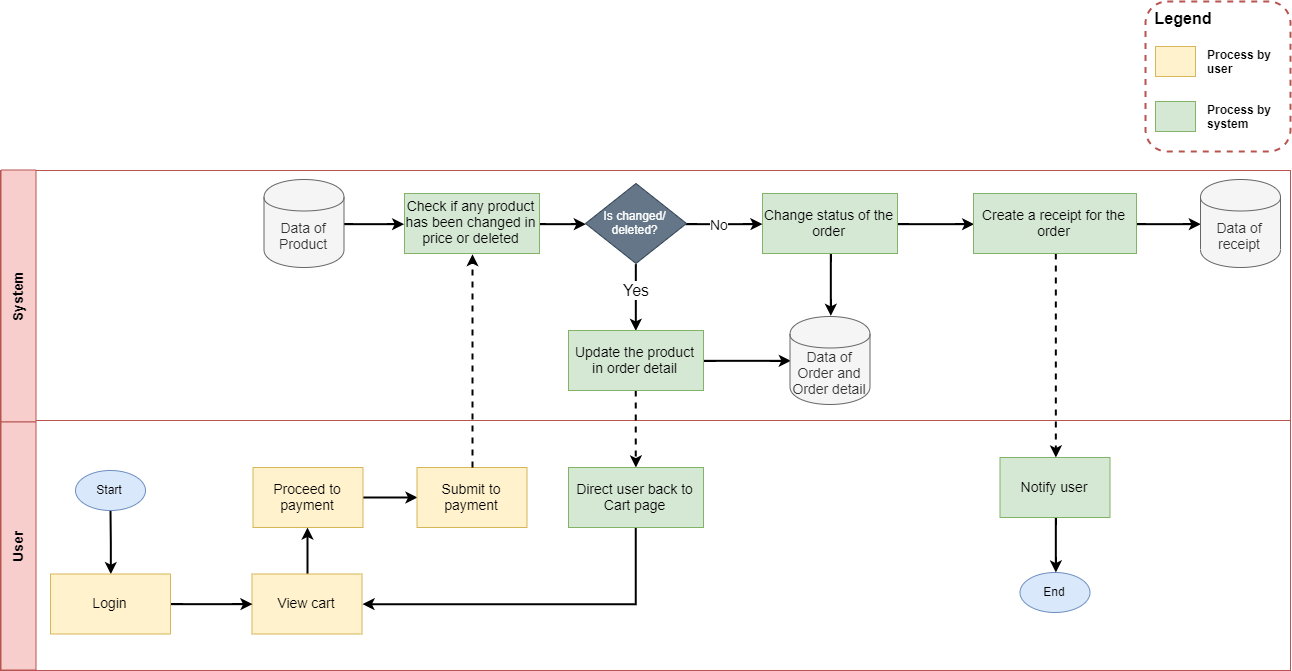 Legend
Process by
user
Process by
system
System
Data of
Product
Check if any product
has been changed in
price or deleted
Is changed/
deleted?
No
Change status of the
order
Create a receipt for the
order
Data of
receipt
Yes
Update the product
in order detail
Data of
Order and
Order detail
User
Start
Proceed to
payment
Submit to
payment
Direct user back to
Cart page
Notify user
Login
View cart
End